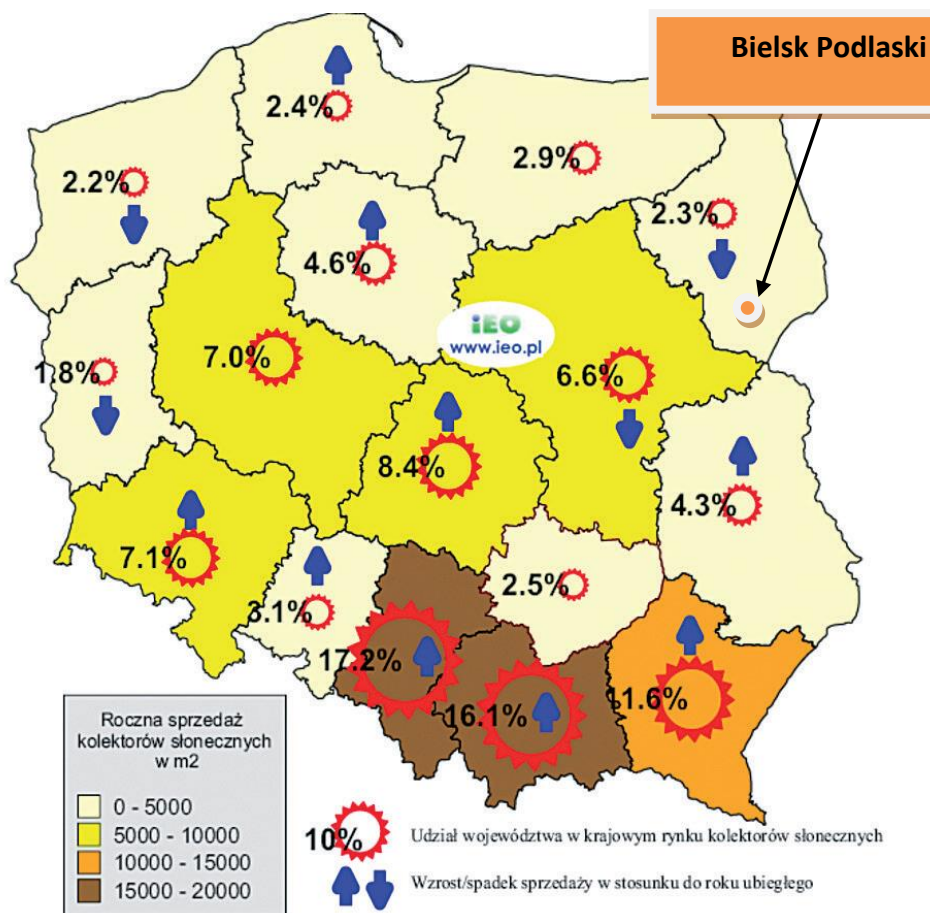 Bielsk Podlaski
2.4%
2.9%
2.2%
2.3%
4.6%
iEO
www.ieo.pl
7.0%
6.6%
1.8%
8.4%
4.3%
7.1%
2.5%
3.1%
17.2%
11.6%
16.1%
Roczna sprzedaż
kolektorów słonecznych
w m2
0 - 5000
5000 - 10000
10000 - 15000
15000 - 20000
10%
Udział województwa w krajowym rynku kolektorów słonecznych
Wzrost/spadek sprzedaży w stosunku do roku ubiegłego